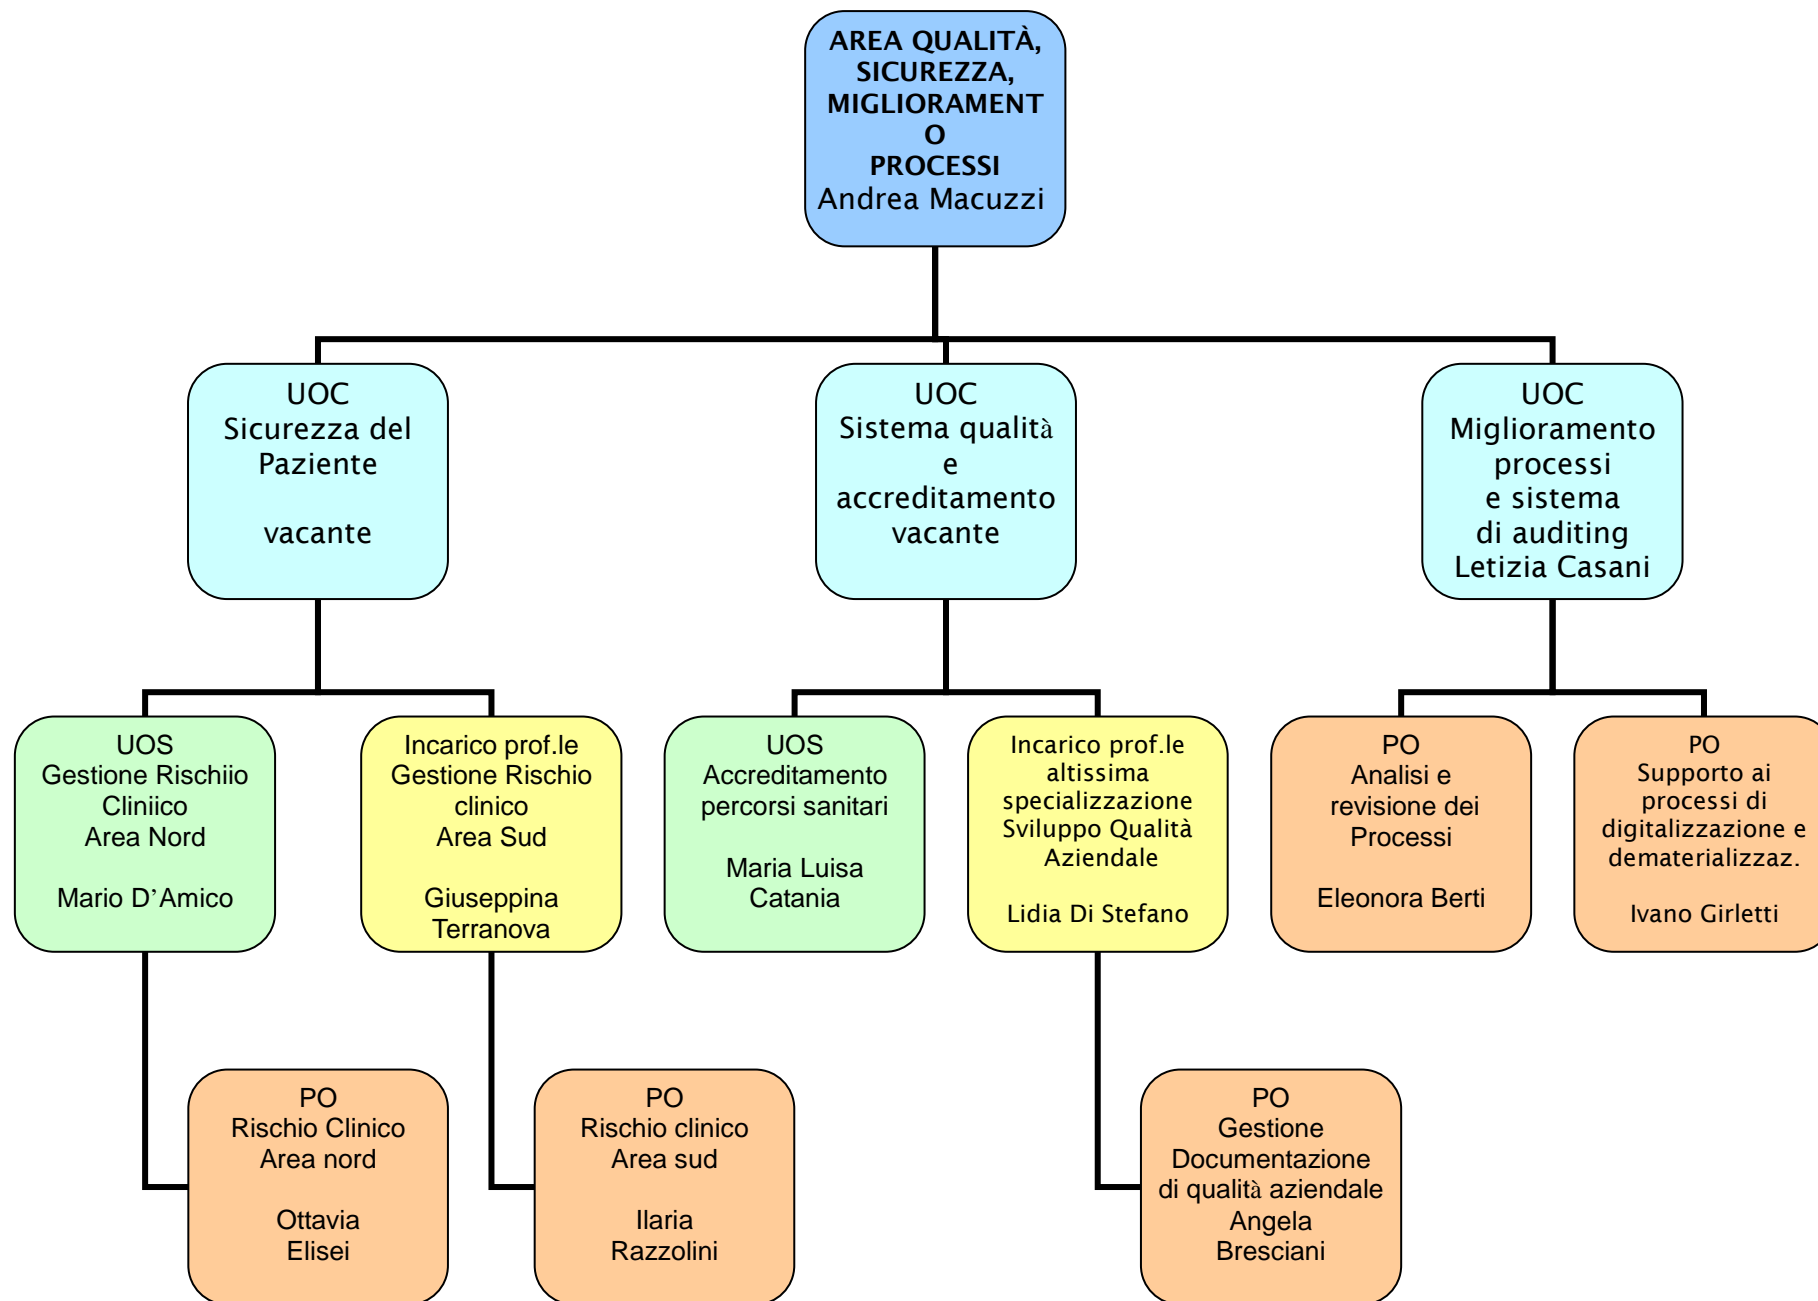 AREA QUALITÀ,
SICUREZZA,
MIGLIORAMENT
O
PROCESSI
Andrea Macuzzi
UOC
Sicurezza del
Paziente
vacante
UOC
Sistema qualità
e
accreditamento
vacante
UOC
Miglioramento
processi
e sistema
di auditing
Letizia Casani
UOS
Gestione Rischiio
Cliniico
Area Nord
Mario D’Amico
Incarico prof.le
Gestione Rischio
clinico
Area Sud
Giuseppina
Terranova
UOS
Accreditamento
percorsi sanitari
Maria Luisa
Catania
Incarico prof.le
altissima
specializzazione
Sviluppo Qualità
Aziendale
Lidia Di Stefano
PO
Analisi e
revisione dei
Processi
Eleonora Berti
PO
Supporto ai
processi di
digitalizzazione e
dematerializzaz.
Ivano Girletti
PO
Rischio Clinico
Area nord
Ottavia
Elisei
PO
Rischio clinico
Area sud
Ilaria
Razzolini
PO
Gestione
Documentazione
di qualità aziendale
Angela
Bresciani